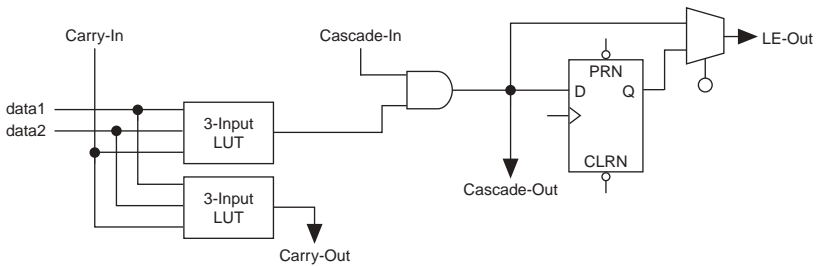 Carry-In
Cascade-In
LE-Out
PRN
data1
D
Q
data2
3-Input
LUT
CLRN
3-Input
LUT
Cascade-Out
Carry-Out